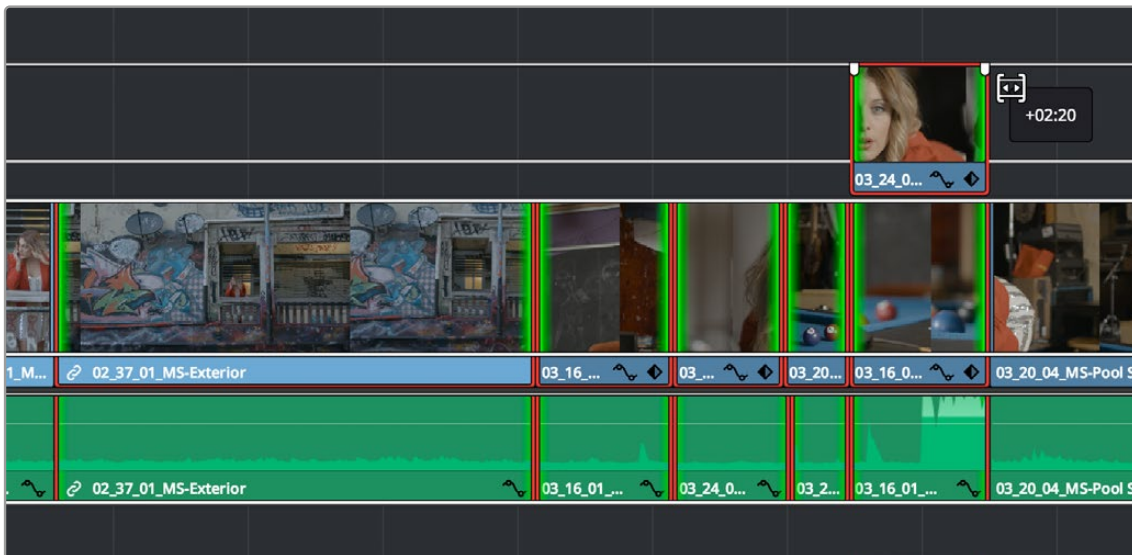 +02:20
03_24_0...
1_M...
02_37_01_MS-Exterior
03_16_...
03_...
03_20...
03_16_0...
03_20_04_MS-Pool S
.
02_37_01_MS-Exterior
03_16_01_...
03_24_0...
03_2...
03_16_01_...
03_20_04_MS-Pool S